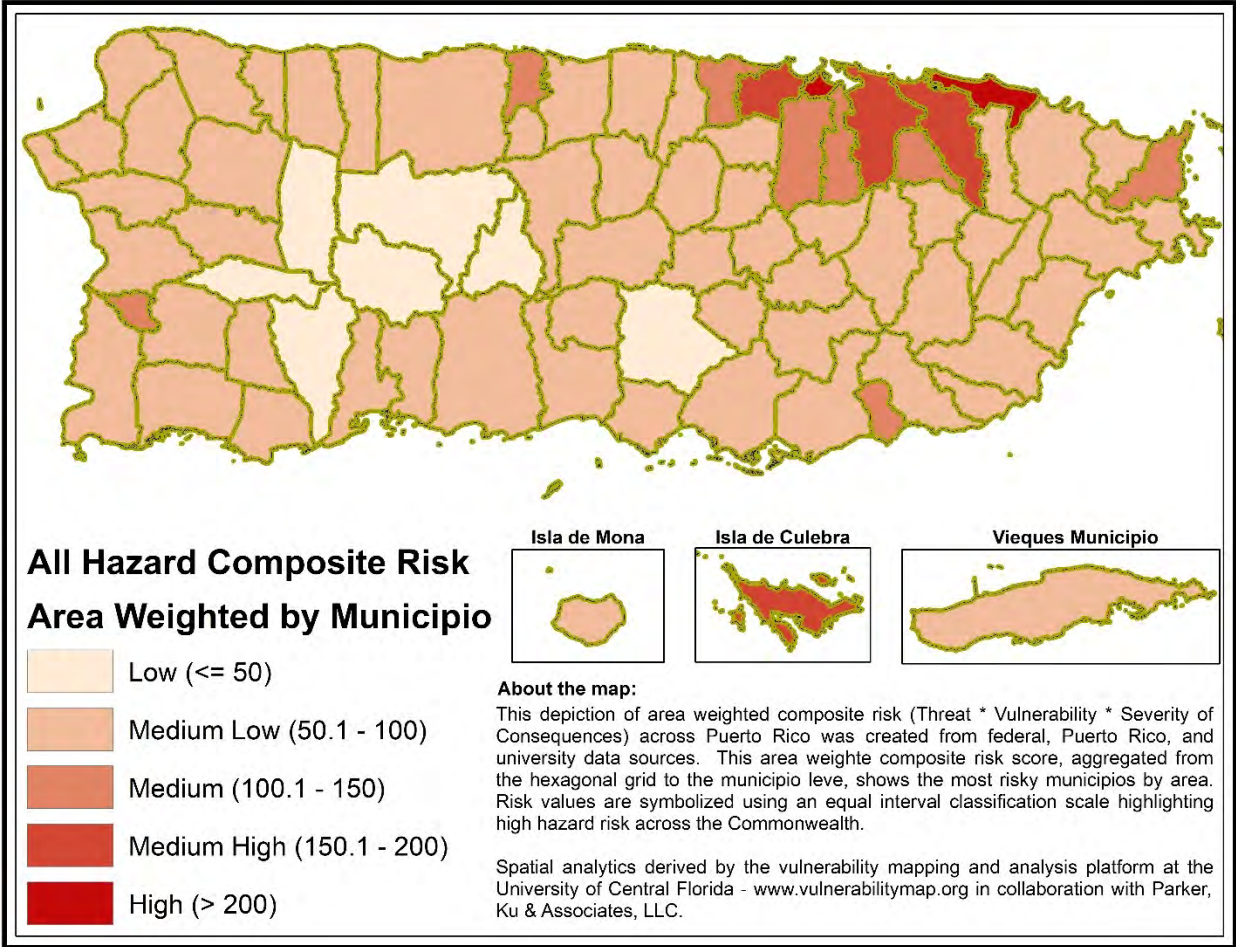 Isla de Mona
Isla de Culebra
Vieques Municipio
All Hazard Composite Risk
Area Weighted by Municipio
Low (<= 50)
Medium Low (50.1 - 100)
Medium (100.1 - 150)
Medium High (150.1 - 200)
High (> 200)
About the map:
This depiction of area weighted composite risk (Threat * Vulnerability * Severity of
Consequences) across Puerto Rico was created from federal, Puerto Rico, and
university data sources. This area weighte composite risk score, aggregated from
the hexagonal grid to the municipio leve, shows the most risky municipios by area.
Risk values are symbolized using an equal interval classification scale highlighting
high hazard risk across the Commonwealth.
Spatial analytics derived by the vulnerability mapping and analysis platform at the
University of Central Florida - www.vulnerabilitymap.org in collaboration with Parker,
Ku & Associates, LLC.